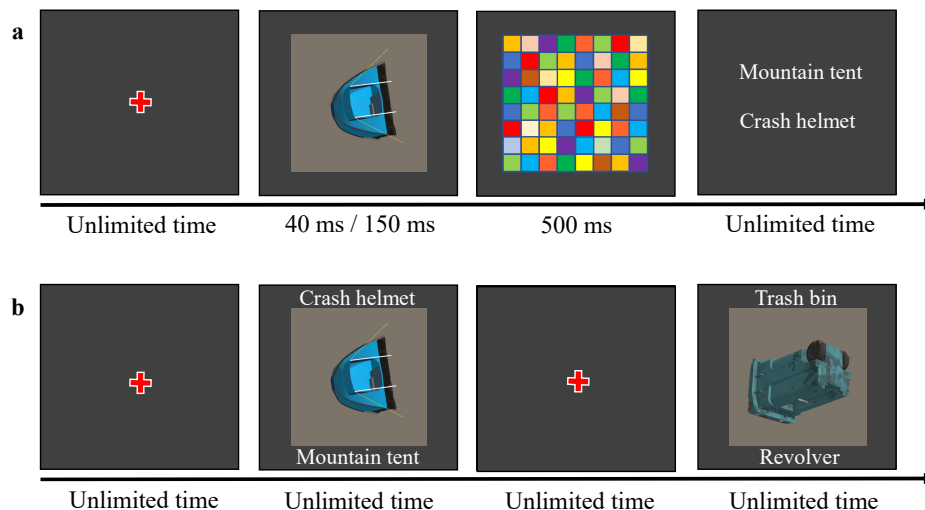 a
Mountain tent
Crash helmet
Unlimited time
40 ms / 150 ms
500 ms
Unlimited time
b
Crash helmet
Mountain tent
Trash bin
Revolver
Unlimited time
Unlimited time
Unlimited time
Unlimited time